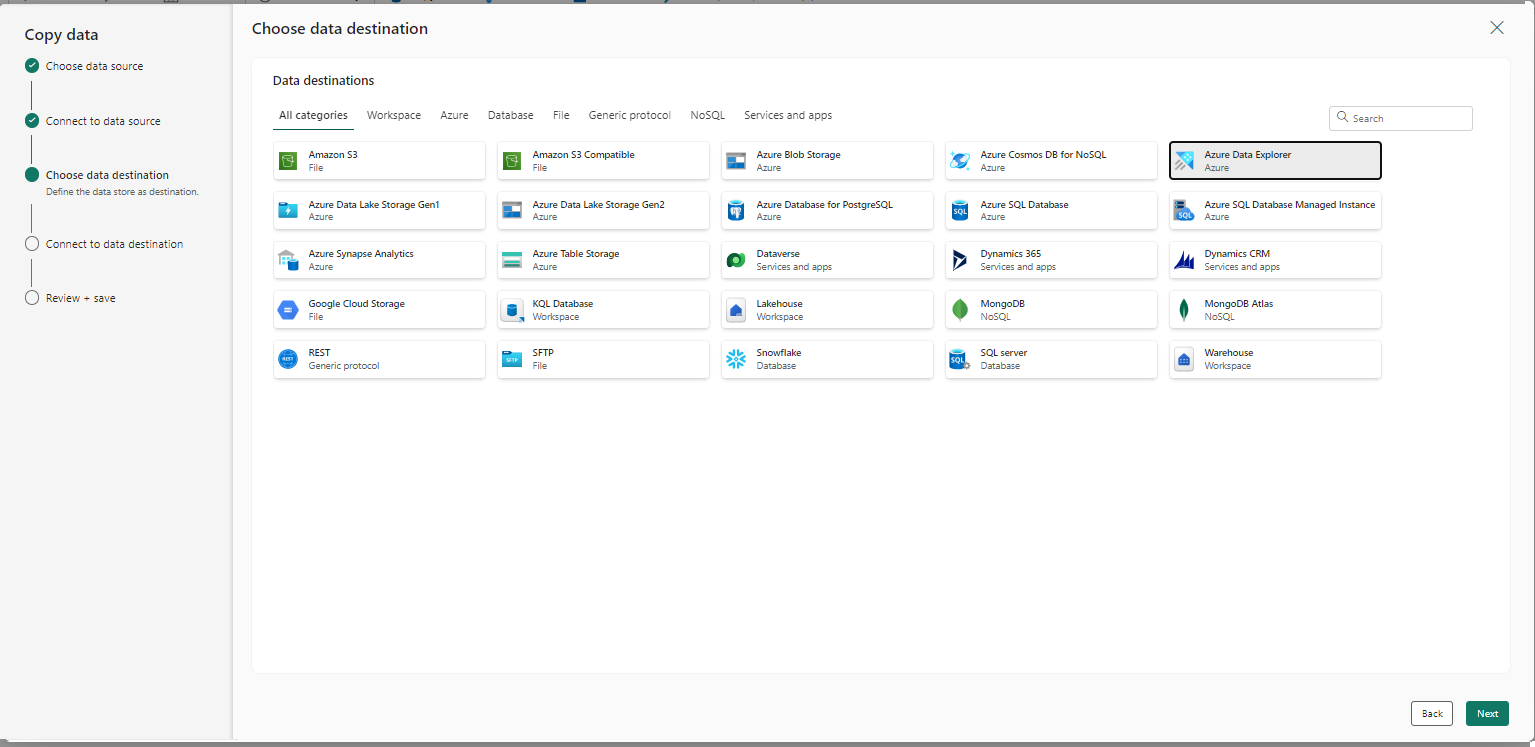 Copy data
Choose data source
Connect to data source
Choose data destination
Define the data store as destination.
Connect to data destination
Review + save
Choose data destination
Data destinations
All categories Workspace Azure Database File Generic protocol NoSQL Services and apps
Search
Amazon S3
File
Amazon S3 Compatible
File
Azure Blob Storage
Azure
Azure Cosmos DB for NoSQL
Azure
Azure Data Explorer
Azure
Azure Data Lake Storage Gen1
Azure
Azure Data Lake Storage Gen2
Azure
Azure Database for PostgreSQL
Azure
SQL
Azure SQL Database
Azure
SQL
Azure SQL Database Managed Instance
Azure
Azure Synapse Analytics
Azure
Azure Table Storage
Azure
Dataverse
Services and apps
Dynamics 365
Services and apps
Dynamics CRM
Services and apps
Google Cloud Storage
File
KQL Database
Workspace
Lakehouse
Workspace
MongoDB
NoSQL
MongoDB Atlas
NoSQL
REST
REST
Generic protocol
SFTP
SFTP
File
Snowflake
Database
SQL
SQL server
Database
Warehouse
Workspace
Back
Next